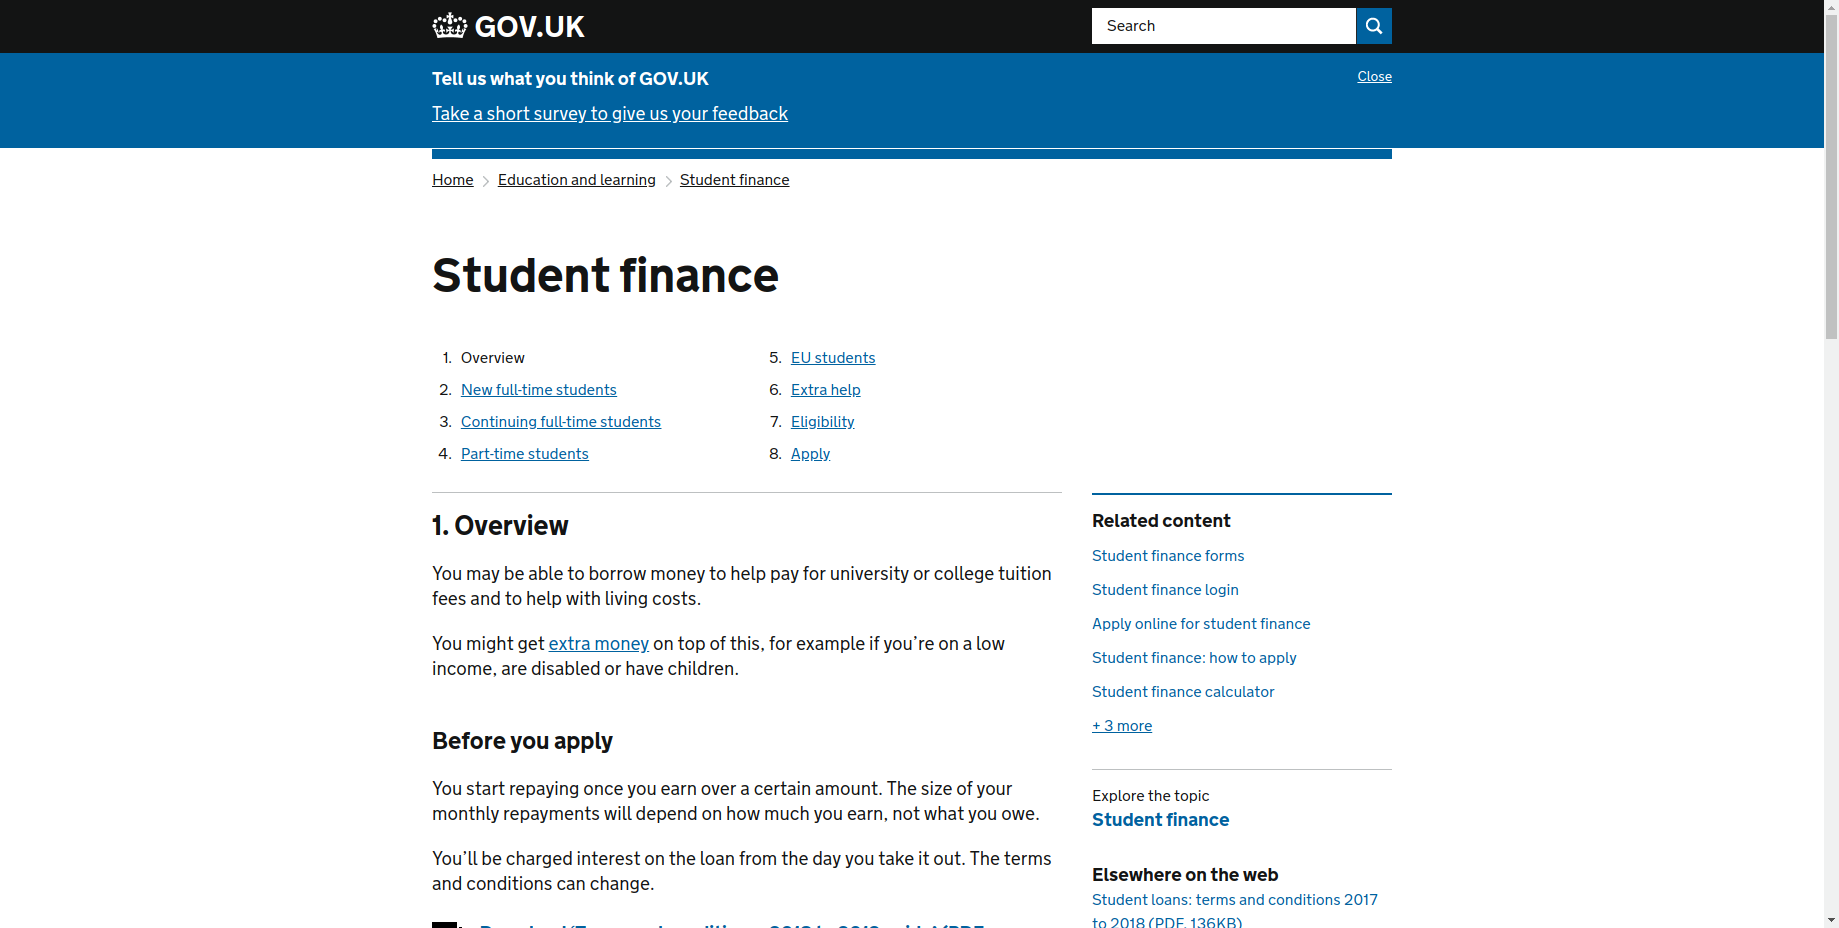 GOV.UK
Search
Tell us what you think of GOV.UK
Close
Take a short survey to give us your feedback
Home
Education and learning
Student finance
Student finance
1. Overview
2. New full-time students
3. Continuing full-time students
4. Part-time students
5. EU students
6. Extra help
7. Eligibility
8. Apply
1. Overview
You may be able to borrow money to help pay for university or college tuition
fees and to help with living costs.
You might get extra money on top of this, for example if you’re on a low
income, are disabled or have children.
Before you apply
You start repaying once you earn over a certain amount. The size of your
monthly repayments will depend on how much you earn, not what you owe.
You’ll be charged interest on the loan from the day you take it out. The terms
and conditions can change.
Related content
Student finance forms
Student finance login
Apply online for student finance
Student finance: how to apply
Student finance calculator
+ 3 more
Explore the topic
Student finance
Elsewhere on the web
Student loans: terms and conditions 2017
to 2018 (PDF, 136KB)